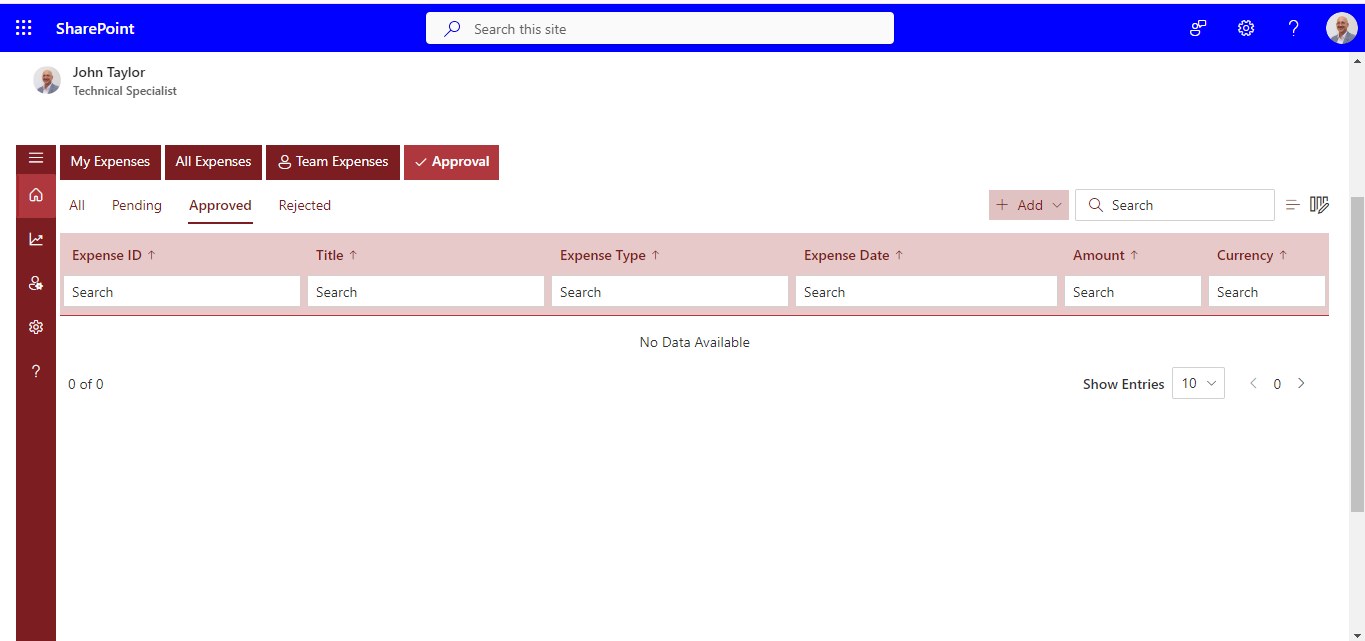 SharePoint
Search this site
?
John Taylor
Technical Specialist
My Expenses
All Expenses
Team Expenses
Approval
All
Pending
Approved
Rejected
+ Add
Search
Expense ID ↑
Title ↑
Expense Type ↑
Expense Date ↑
Amount ↑
Currency ↑
Search
Search
Search
Search
Search
Search
No Data Available
?
0 of 0
Show Entries
10
0